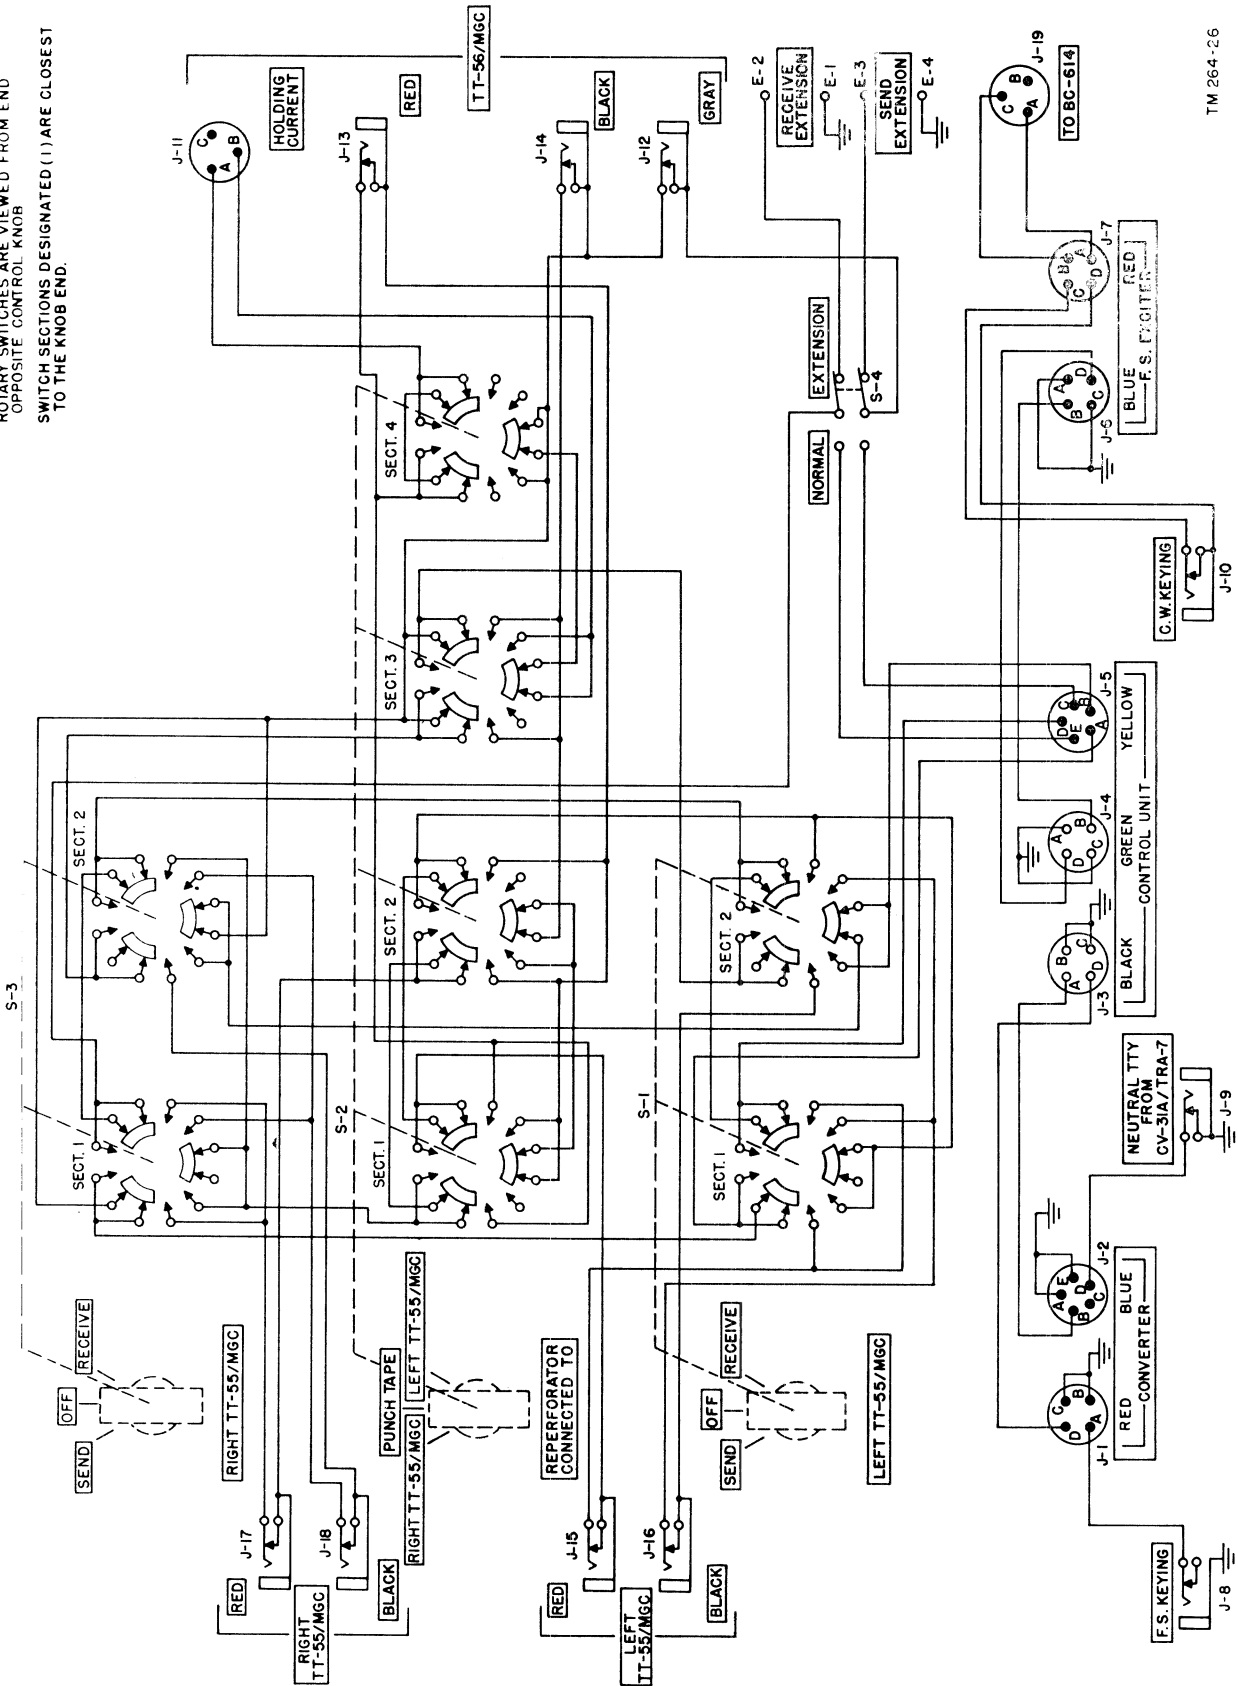 ROTARY SWITCHES ARE VIEWED FROM END
OPPOSITE CONTROL KNOB
SWITCH SECTIONS DESIGNATED (1) ARE CLOSEST
TO THE KNOB END.
J-11
A
B
C
HOLDING
CURRENT
J-13
RED
TT-56/MGC
J-14
BLACK
J-12
GRAY
E-2
RECEIVE
EXTENSION
E-1
E-3
SEND
EXTENSION
E-4
J-19
A
B
C
TO BC-614
TM 264-26
SECT. 4
SECT. 3
EXTENSION
S-4
NORMAL
J-7
A
B
C
D
J-6
A
B
C
D
BLUE
RED
F.S. EXCITER
C.W. KEYING
J-10
S-3
SECT. 2
SECT. 1
S-2
SECT. 2
SECT. 1
S-1
SECT. 2
SECT. 1
J-5
A
B
C
D
E
J-4
A
B
C
D
J-3
A
B
C
D
BLACK
GREEN
YELLOW
CONTROL UNIT
NEUTRAL TTY
FROM
CV-31A/TRA-7
J-9
SEND
OFF
RECEIVE
RIGHT TT-55/MGC
PUNCH TAPE
RIGHT TT-55/MGC
LEFT TT-55/MGC
REPERFORATOR
CONNECTED TO
SEND
OFF
RECEIVE
LEFT TT-55/MGC
J-2
A
B
C
D
E
J-1
A
B
C
D
RED
BLUE
CONVERTER
J-17
RED
J-18
BLACK
RIGHT
TT-55/MGC
J-15
RED
J-16
BLACK
LEFT
TT-55/MGC
F.S. KEYING
J-8